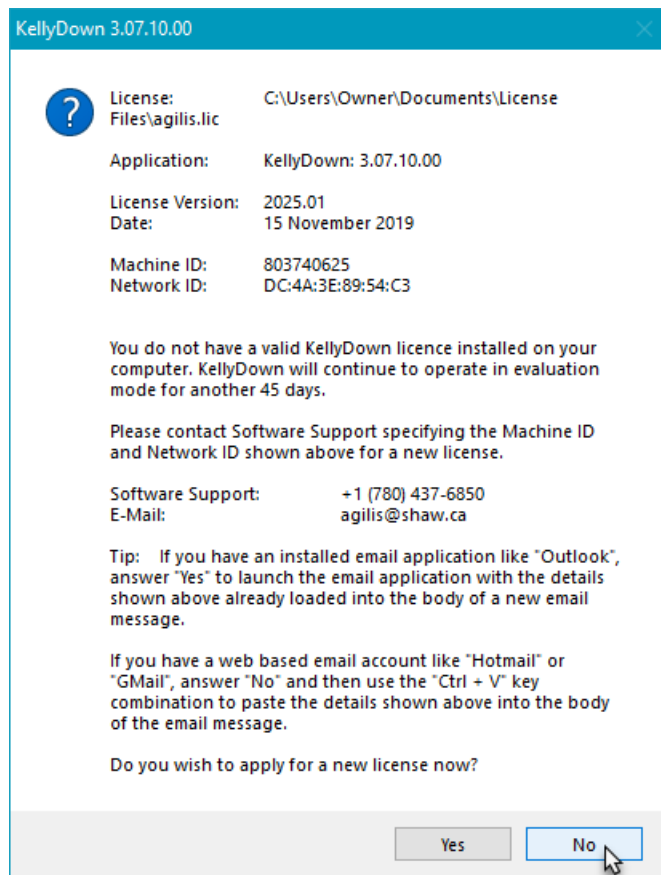 KellyDown 3.07.10.00
License: C:\Users\Owner\Documents\License
Files\agilis.lic
Application: KellyDown: 3.07.10.00
License Version: 2025.01
Date: 15 November 2019
Machine ID: 803740625
Network ID: DC:4A:3E:89:54:C3
You do not have a valid KellyDown licence installed on your
computer. KellyDown will continue to operate in evaluation
mode for another 45 days.
Please contact Software Support specifying the Machine ID
and Network ID shown above for a new license.
Software Support: +1 (780) 437-6850
E-Mail: agilis@shaw.ca
Tip: If you have an installed email application like "Outlook",
answer "Yes" to launch the email application with the details
shown above already loaded into the body of a new email
message.
If you have a web based email account like "Hotmail" or
"GMail", answer "No" and then use the "Ctrl + V" key
combination to paste the details shown above into the body
of the email message.
Do you wish to apply for a new license now?
Yes No